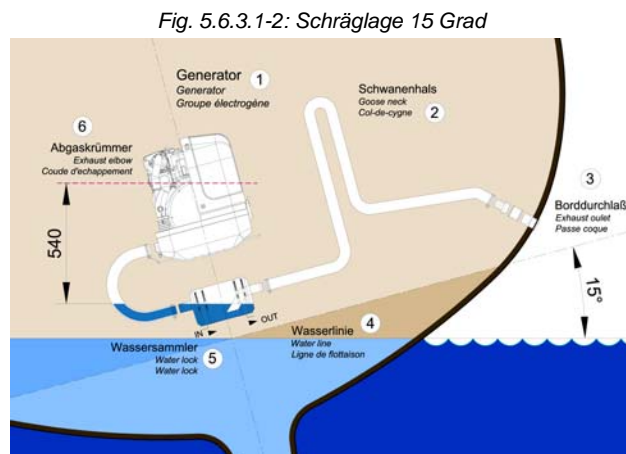 Fig. 5.6.3.1-2: Schräglage 15 Grad
Generator 1
Generator
Groupe électrogène
Schwanenhals
Goose neck 2
Col-de-cygne
6
Abgaskrümmer
Exhaust elbow
Coude d'echappement
3
Borddurchlaß
Exhaust oulet
Passe coque
540
15°
IN
OUT
Wasserlinie 4
Water line
Ligne de flottaison
Wassersammler
Water lock 5
Water lock